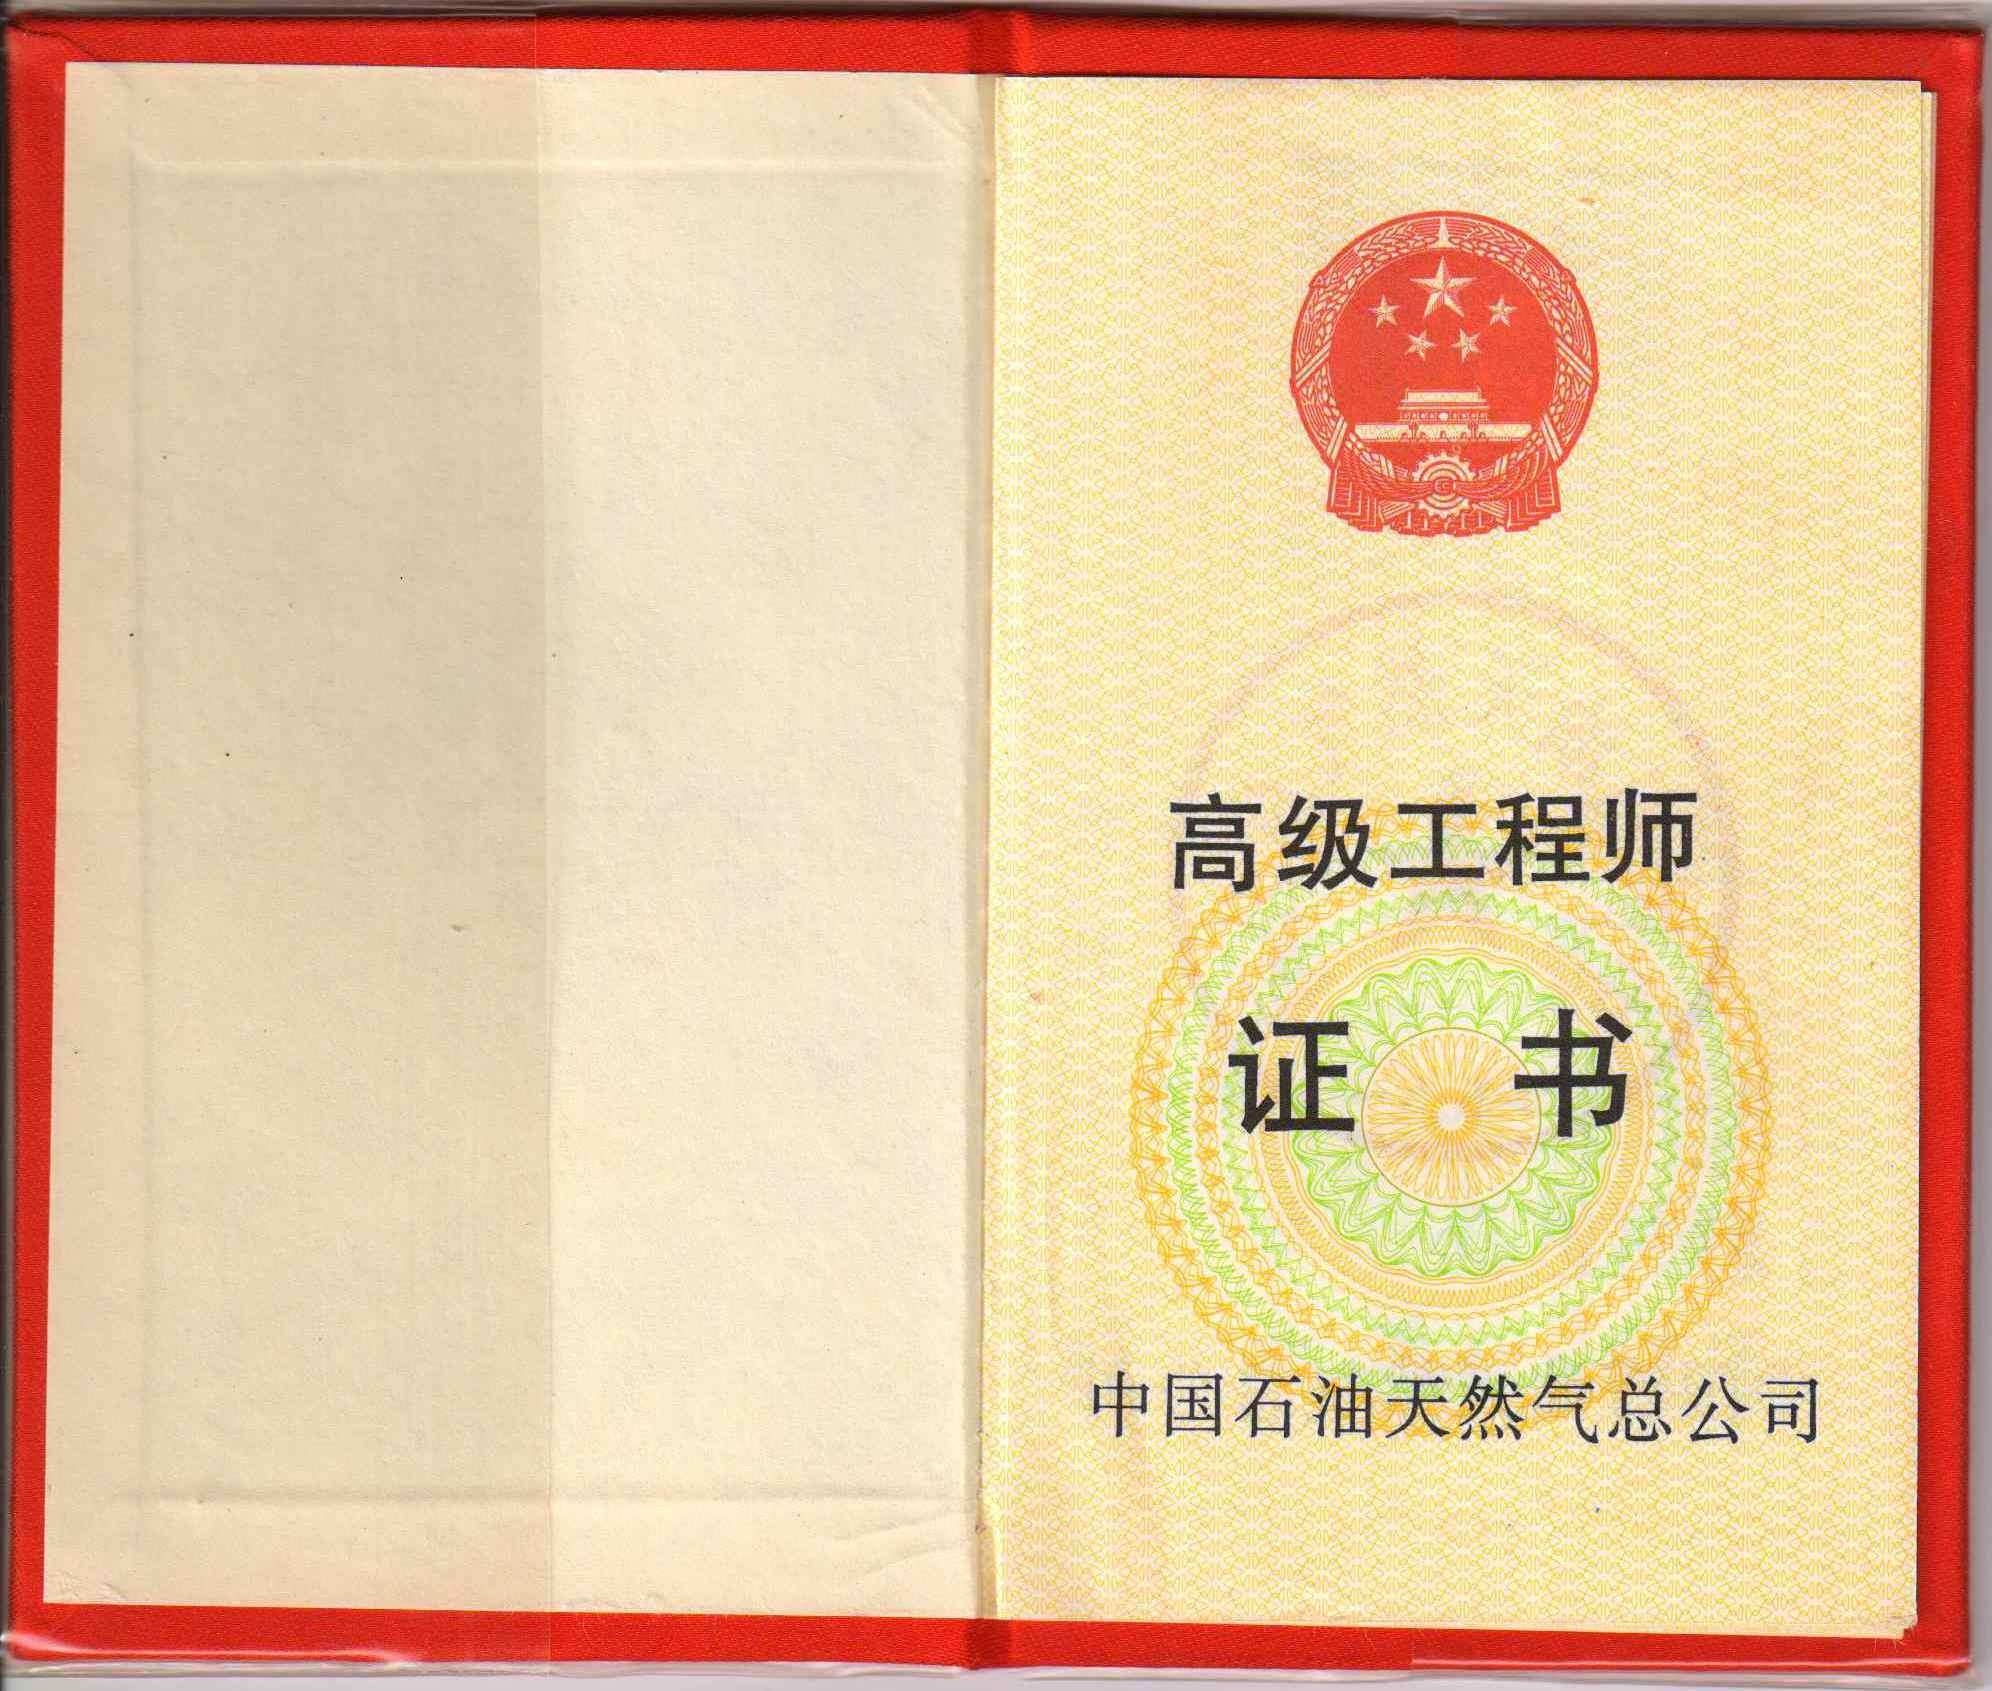 高级工程师
证书
中国石油天然气总公司